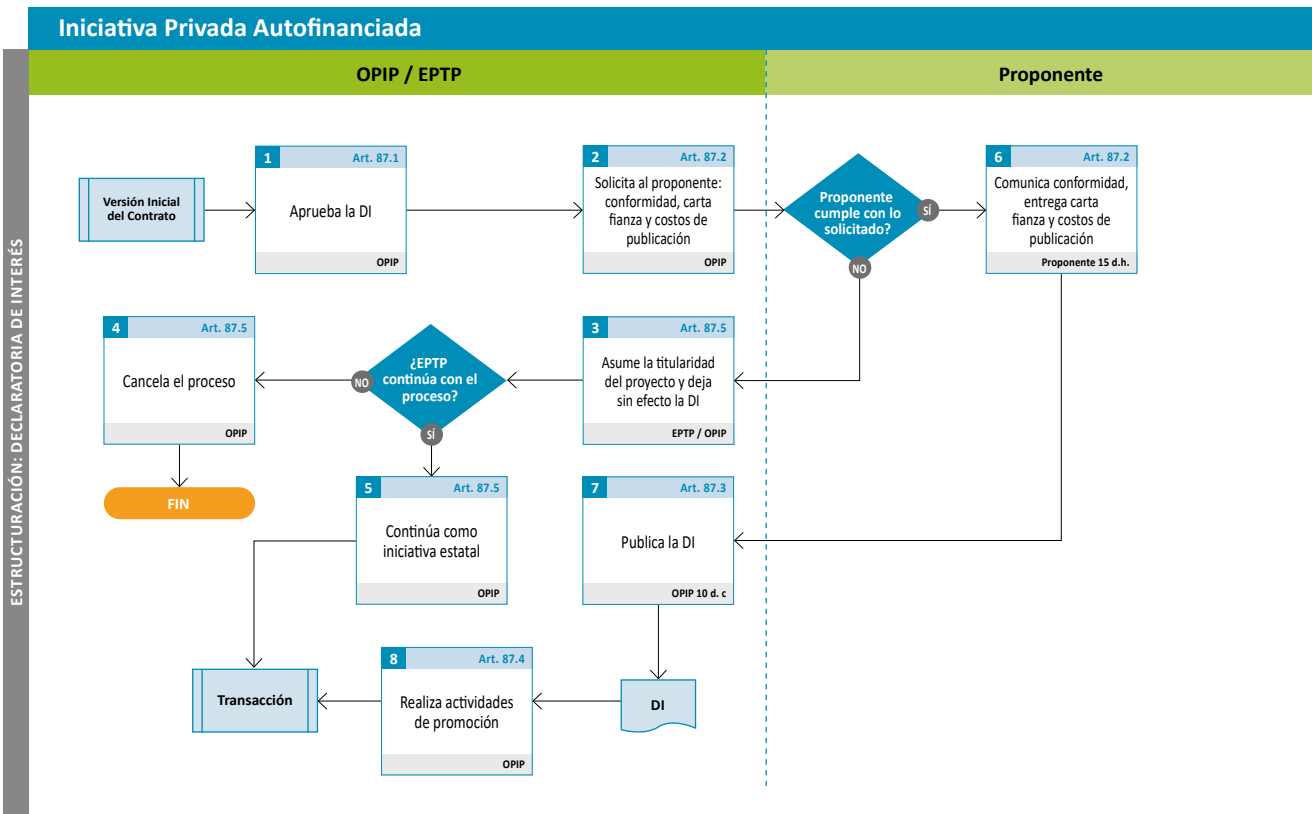 Iniciativa Privada Autofinanciada
OPIP / EPTP
Proponente
ESTRUCTURACIÓN: DECLARATORIA DE INTERÉS
Versión Inicial
del Contrato
1
Art. 87.1
Aprueba la DI
OPIP
2
Art. 87.2
Solicita al proponente:
conformidad, carta
fianza y costos de
publicación
OPIP
Proponente
cumple con lo
solicitado?
SÍ
NO
6
Art. 87.2
Comunica conformidad,
entrega carta
fianza y costos de
publicación
Proponente 15 d.h.
4
Art. 87.5
Cancela el proceso
OPIP
FIN
¿EPTP
continúa con el
proceso?
NO
SÍ
3
Art. 87.5
Asume la titularidad
del proyecto y deja
sin efecto la DI
EPTP / OPIP
5
Art. 87.5
Continúa como
iniciativa estatal
OPIP
7
Art. 87.3
Publica la DI
OPIP 10 d. c
Transacción
8
Art. 87.4
Realiza actividades
de promoción
OPIP
DI